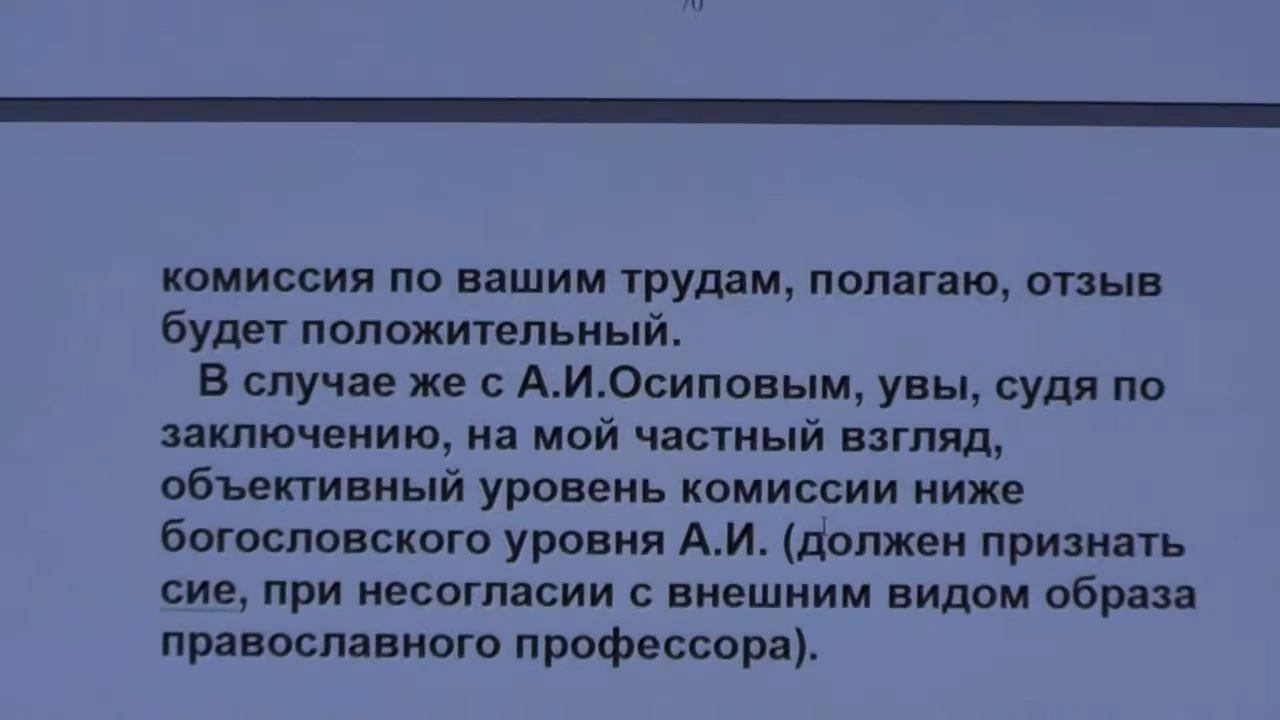 комиссия по вашим трудам, полагаю, отзыв
будет положительный.
В случае же с А.И.Осиповым, увы, судя по
заключению, на мой частный взгляд,
объективный уровень комиссии ниже
богословского уровня А.И. (должен признать
сие, при несогласии с внешним видом образа
православного профессора).